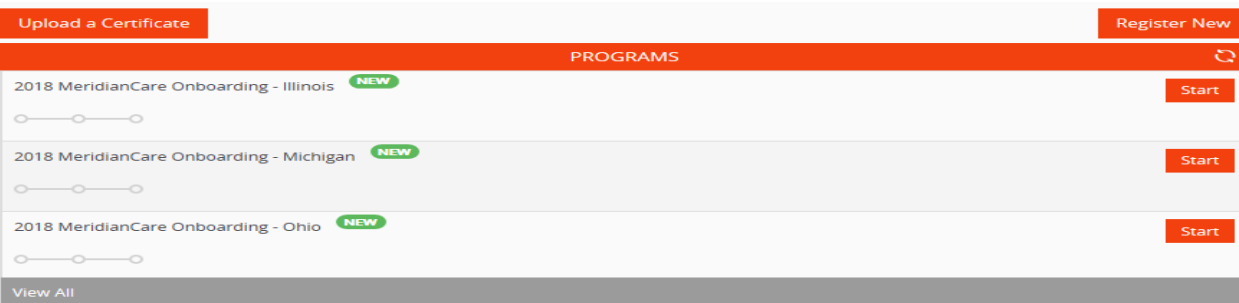 Upload a Certificate
Register New
PROGRAMS
2018 MeridianCare Onboarding - Illinois NEW
Start
2018 MeridianCare Onboarding - Michigan NEW
Start
2018 MeridianCare Onboarding - Ohio NEW
Start
View All